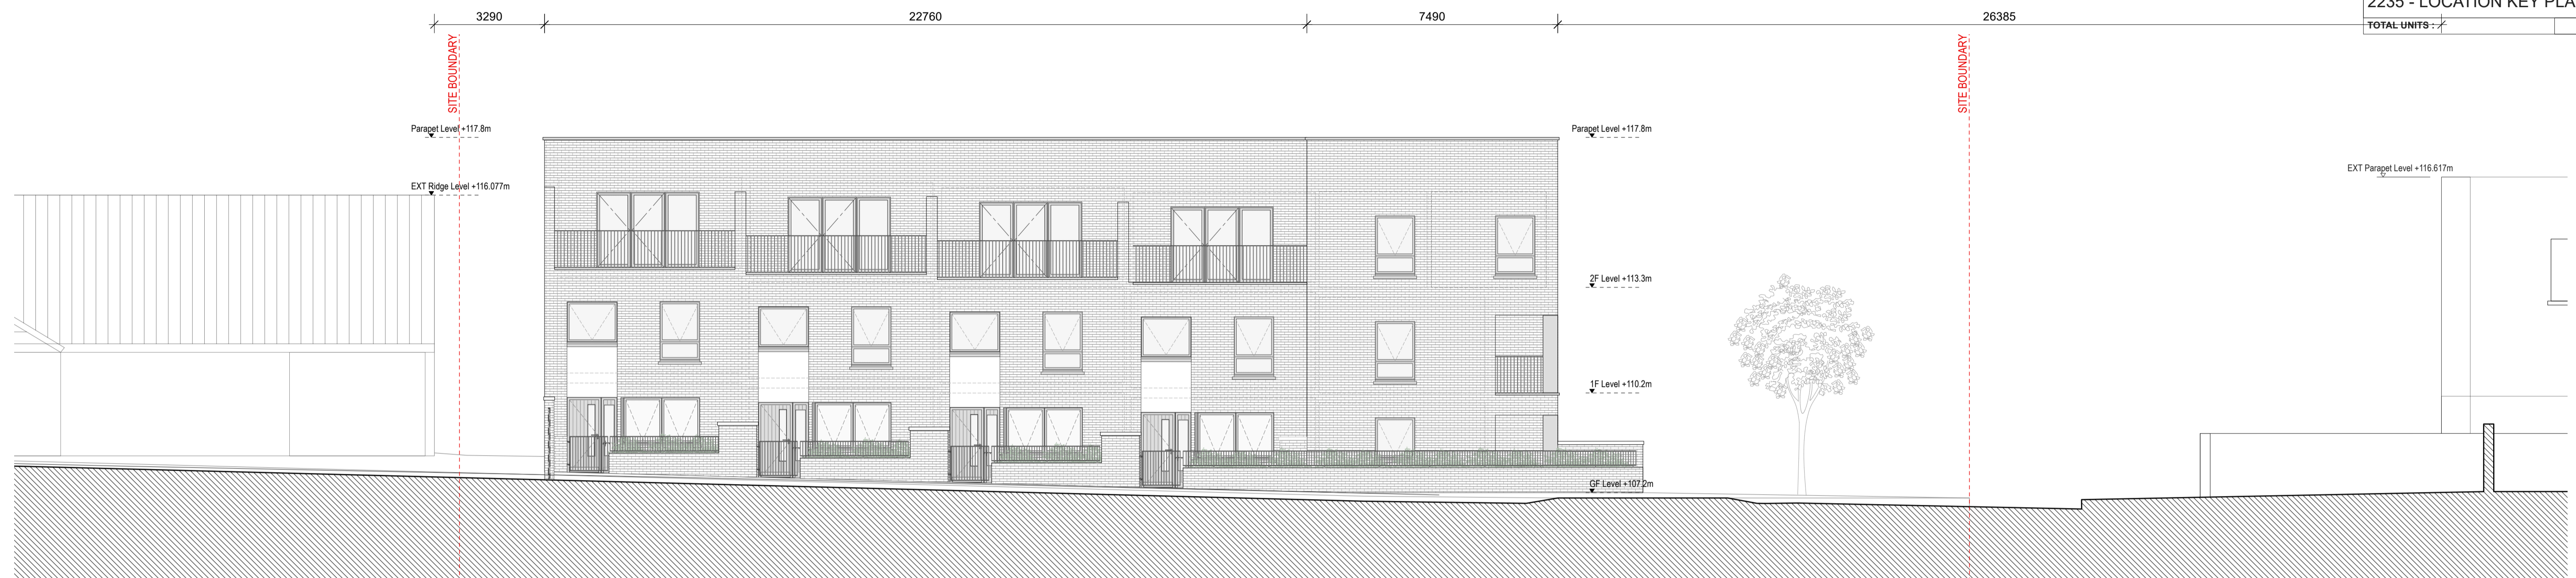 2235 - LOCATION KEY PLA
TOTAL UNITS :
3290
22760
7490
26385
SITE BOUNDARY
SITE BOUNDARY
Parapet Level +117.8m
Parapet Level +117.8m
EXT Parapet Level +116.617m
EXT Ridge Level +116.077m
2F Level +113.3m
1F Level +110.2m
GF Level +107.2m